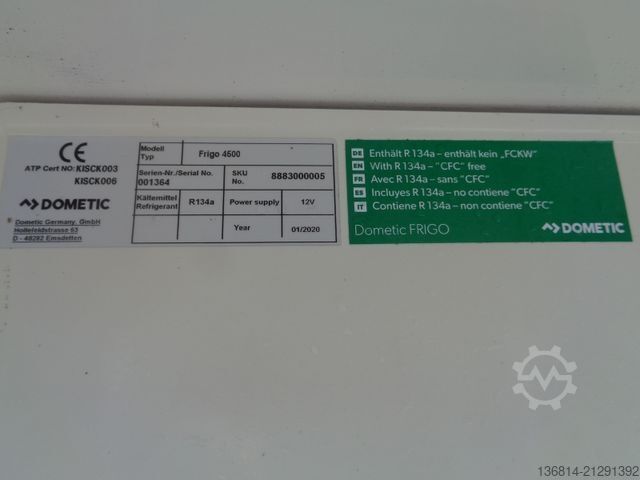 CE
ATP Cert NO: KISCK003
KISCK006
DOMETIC
Dometic Germany, GmbH
Hollefeldstrasse 63
D - 48282 Emsdetten
Modell
Typ
Frigo 4500
Serien-Nr./Serial No.
001364
SKU
No.
8883000005
Kältemittel
Refrigerant
R134a
Power supply
12V
Year
01/2020
DE Enthält R 134a – enthält kein „FCKW"
EN With R 134a – "CFC" free
FR Avec R 134a – sans "CFC"
ES Incluyes R 134a – no contiene "CFC"
IT Contiene R 134a – non contiene "CFC"
Dometic FRIGO
DOMETIC
136814-21291392